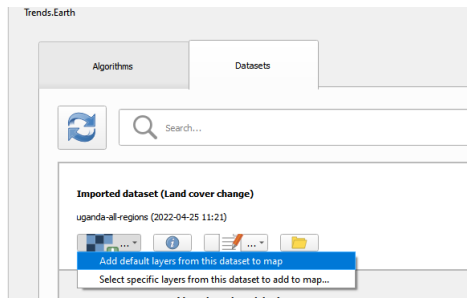 Trends.Earth
Algorithms
Datasets
Search...
Imported dataset (Land cover change)
uganda-all-regions (2022-04-25 11:21)
...
...
Add default layers from this dataset to map
Select specific layers from this dataset to add to map...